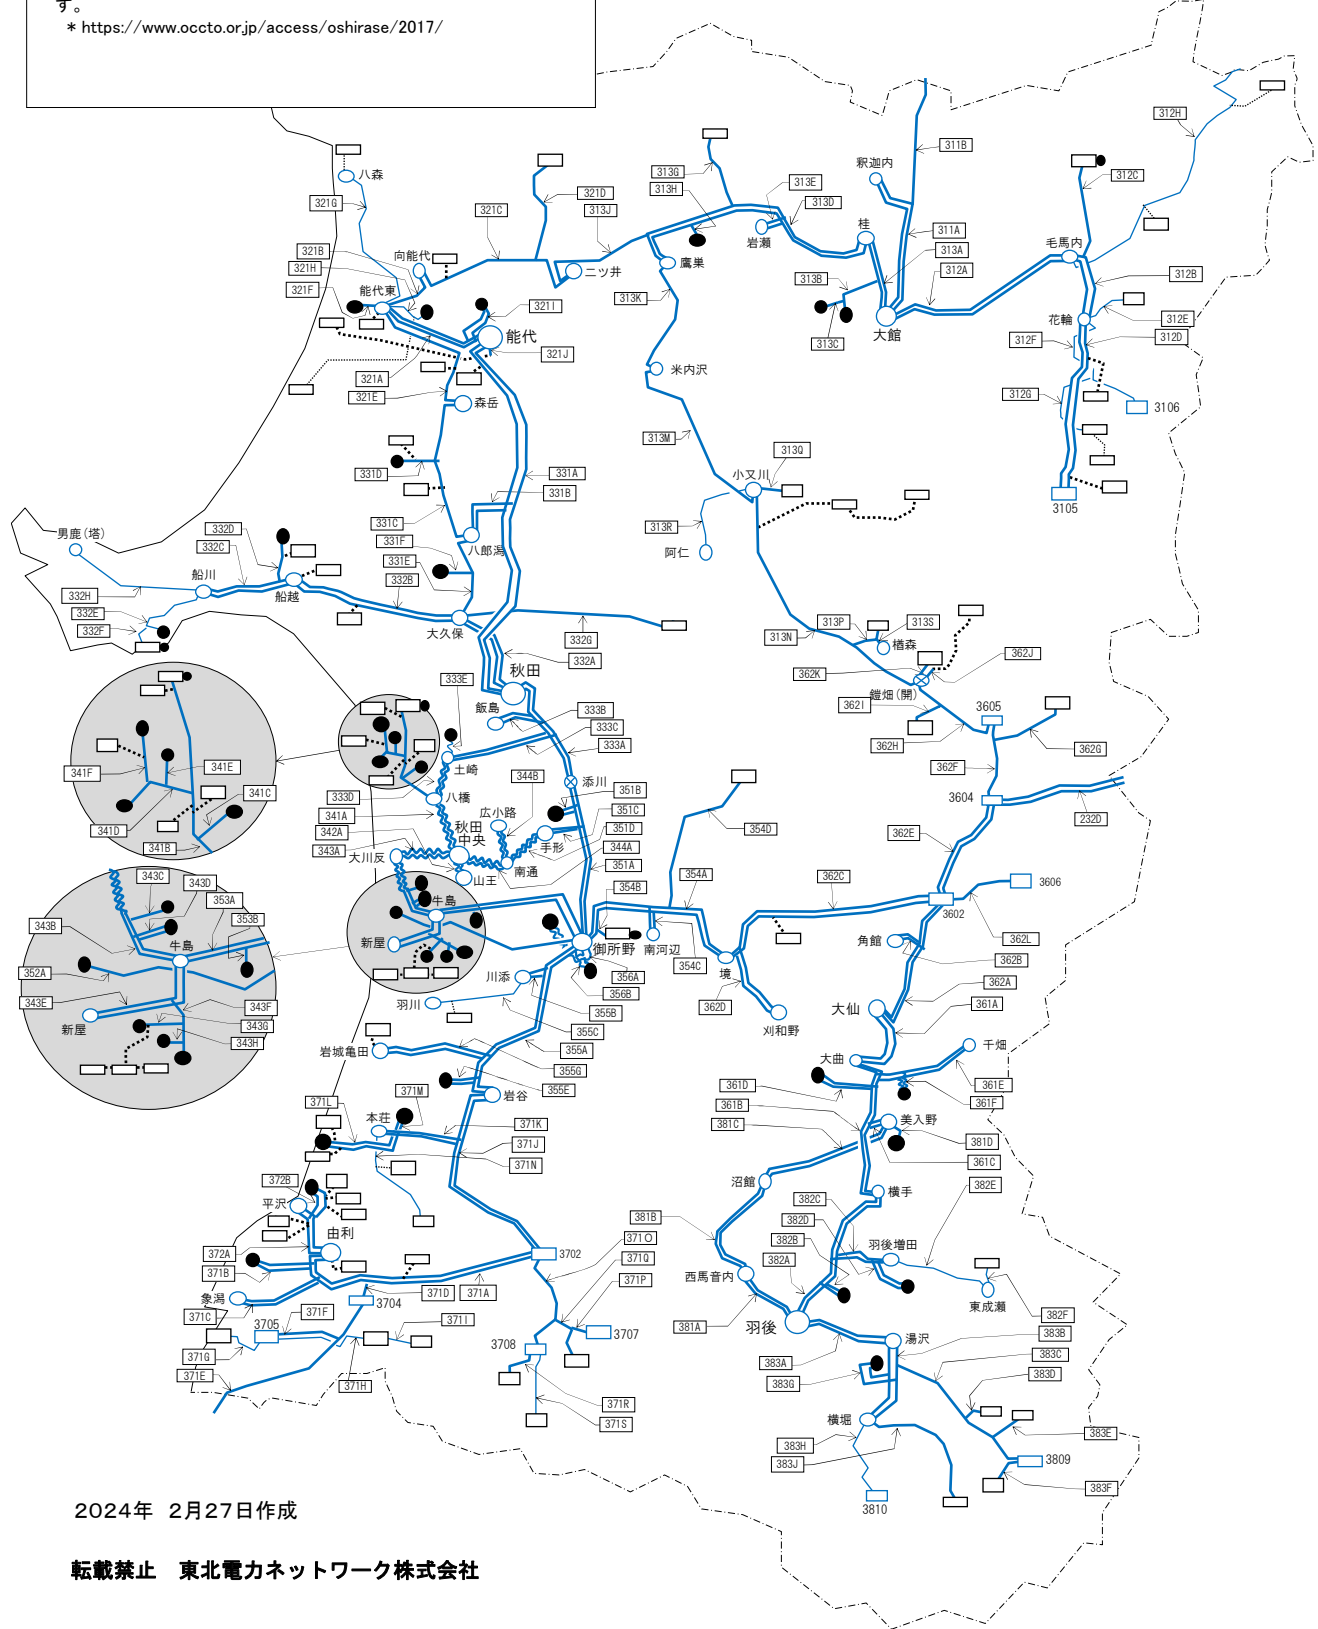 す。
* https://www.occto.or.jp/access/oshirase/2017/
312H
313G
313H
311B
釈迦内
八森
321G
321C
321D
313J
313E
313D
312C
311A
313A
312A
桂
毛馬内
321B
321H
321F
向能代
能代東
二ツ井
鷹巣
岩瀬
313B
313K
313C
大館
312B
花輪
312E
312D
312F
321I
能代
321J
321A
321E
森岳
米内沢
312G
3106
313M
331D
331A
331B
小又川
313Q
3105
男鹿(塔)
332D
332C
331C
331F
331E
332B
八郎潟
313R
阿仁
船川
船越
332H
332E
332F
大久保
332G
332A
313N
313P
313S
楢森
362K
362J
鎧畑(開)
362I
秋田
333E
飯島
333B
333C
333A
3605
362H
362G
362F
341F
341E
341C
341D
341B
土崎
333D
八橋
341A
342A
343A
添川
344B
351B
広小路
351C
351D
344A
351A
手形
秋田
中央
大川反
南通
山王
354D
3604
232D
362E
343C
343D
353A
353B
343B
牛島
352A
343E
新屋
343F
343G
343H
牛島
新屋
354B
354A
362C
3606
3602
御所野
南河辺
354C
境
362D
角館
362L
362B
362A
361A
356A
356B
川添
羽川
355B
355C
355A
刈和野
大仙
岩城亀田
355G
355E
岩谷
大曲
千畑
361E
361F
361D
361B
381C
371M
371L
本荘
371K
371J
371N
美入野
381D
361C
372B
平沢
由利
沼館
382C
横手
382E
381B
382D
382B
382A
羽後増田
372A
371B
371O
371Q
371P
3702
西馬音内
東成瀬
象潟
371C
371F
371D
371A
3704
371I
3705
3708
3707
381A
羽後
湯沢
382F
383B
383C
383D
371G
371E
371H
383A
383G
371R
371S
横堀
383H
383J
383E
3809
383F
3810
2024年 2月27日作成
転載禁止 東北電力ネットワーク株式会社